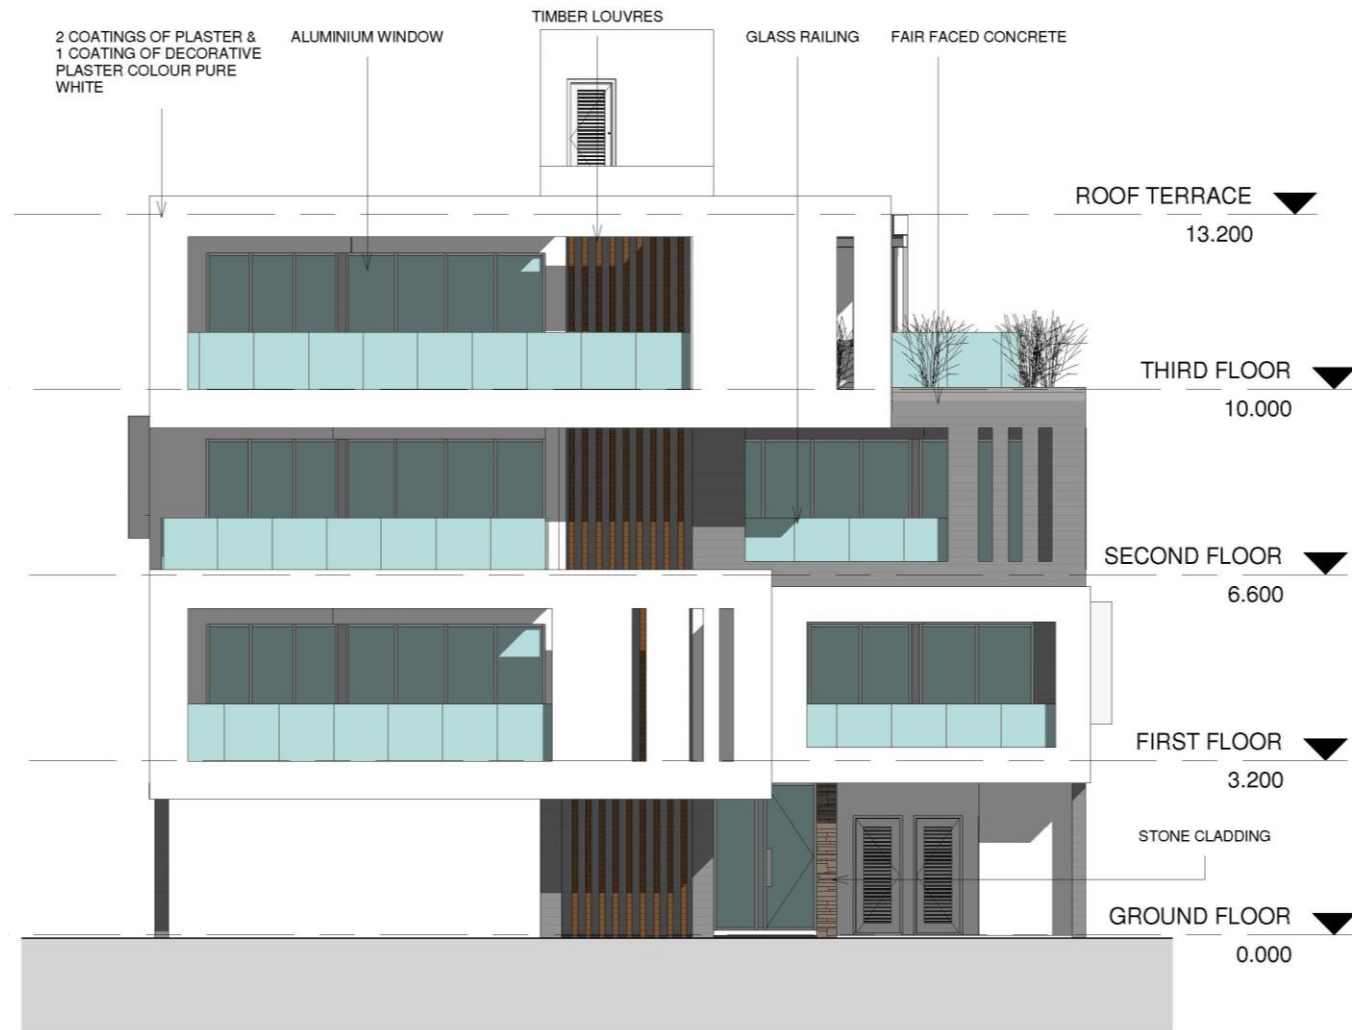 TIMBER LOUVRES
2 COATINGS OF PLASTER &
1 COATING OF DECORATIVE
PLASTER COLOUR PURE
WHITE
ALUMINIUM WINDOW
GLASS RAILING
FAIR FACED CONCRETE
ROOF TERRACE
13.200
THIRD FLOOR
10.000
SECOND FLOOR
6.600
FIRST FLOOR
3.200
STONE CLADDING
GROUND FLOOR
0.000